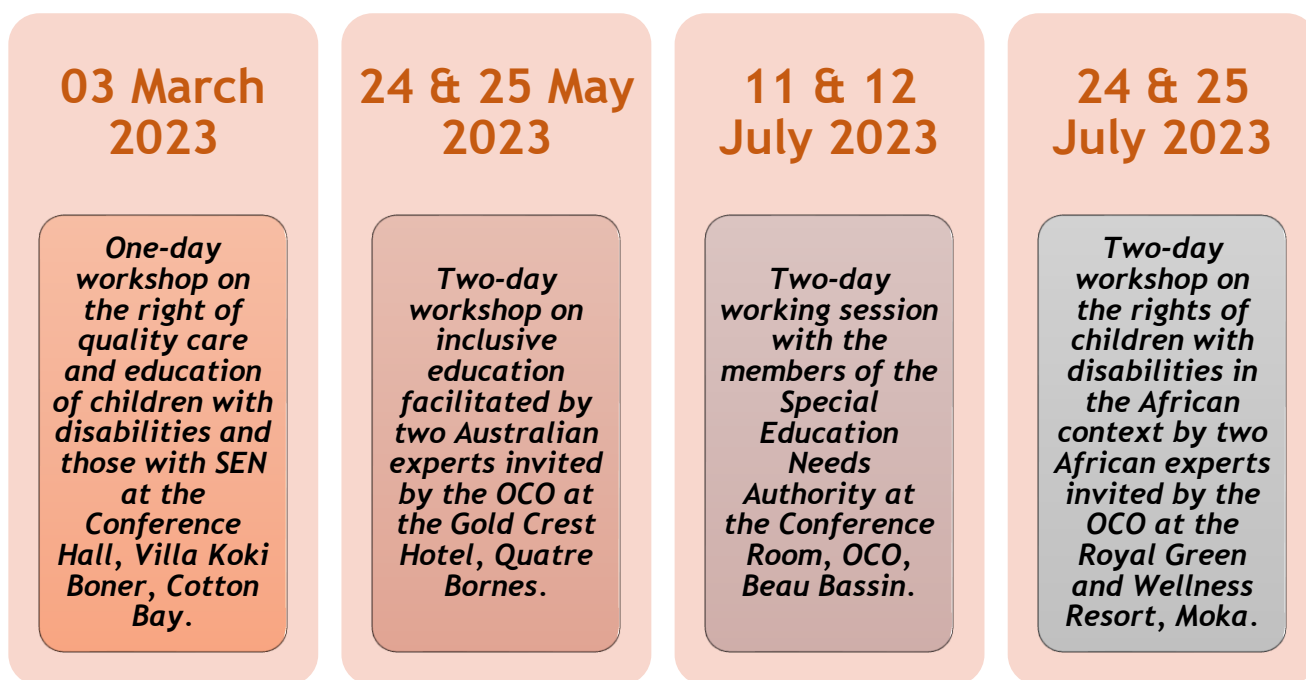 03 March
2023
One-day
workshop on
the right of
quality care
and education
of children with
disabilities and
those with SEN
at the
Conference
Hall, Villa Koki
Boner, Cotton
Bay.
24 & 25 May
2023
Two-day
workshop on
inclusive
education
facilitated by
two Australian
experts invited
by the OCO at
the Gold Crest
Hotel, Quatre
Bornes.
11 & 12
July 2023
Two-day
working session
with the
members of the
Special
Education
Needs
Authority at
the Conference
Room, OCO,
Beau Bassin.
24 & 25
July 2023
Two-day
workshop on
the rights of
children with
disabilities in
the African
context by two
African experts
invited by the
OCO at the
Royal Green
and Wellness
Resort, Moka.